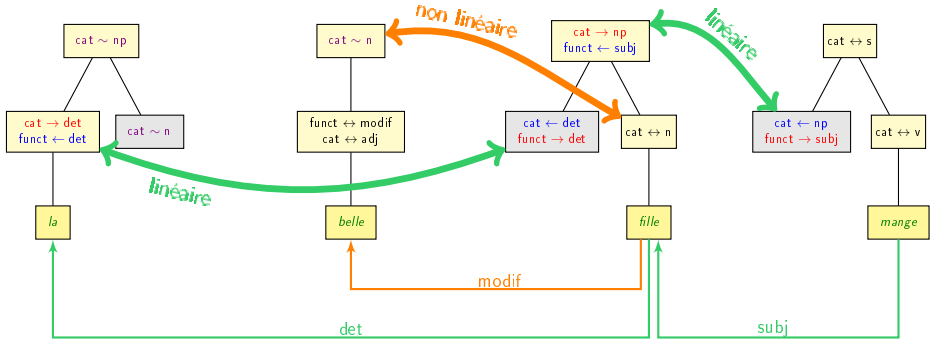 non linéaire
linéaire
cat ∼ np
cat ∼ n
cat → np
funct ← subj
cat ↔ s
cat → det
funct ← det
cat ∼ n
funct ↔ modif
cat ↔ adj
cat ← det
funct → det
cat ↔ n
cat ← np
funct → subj
cat ↔ v
linéaire
la
belle
fille
mange
modif
det
subj